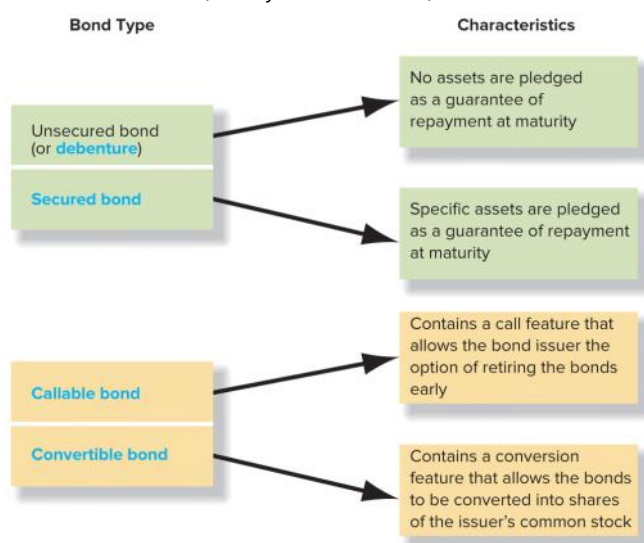 Bond Type
Characteristics
Unsecured bond
(or debenture)
No assets are pledged
as a guarantee of
repayment at maturity
Secured bond
Specific assets are pledged
as a guarantee of repayment
at maturity
Callable bond
Contains a call feature that
allows the bond issuer the
option of retiring the bonds
early
Convertible bond
Contains a conversion
feature that allows the bonds
to be converted into shares
of the issuer's common stock